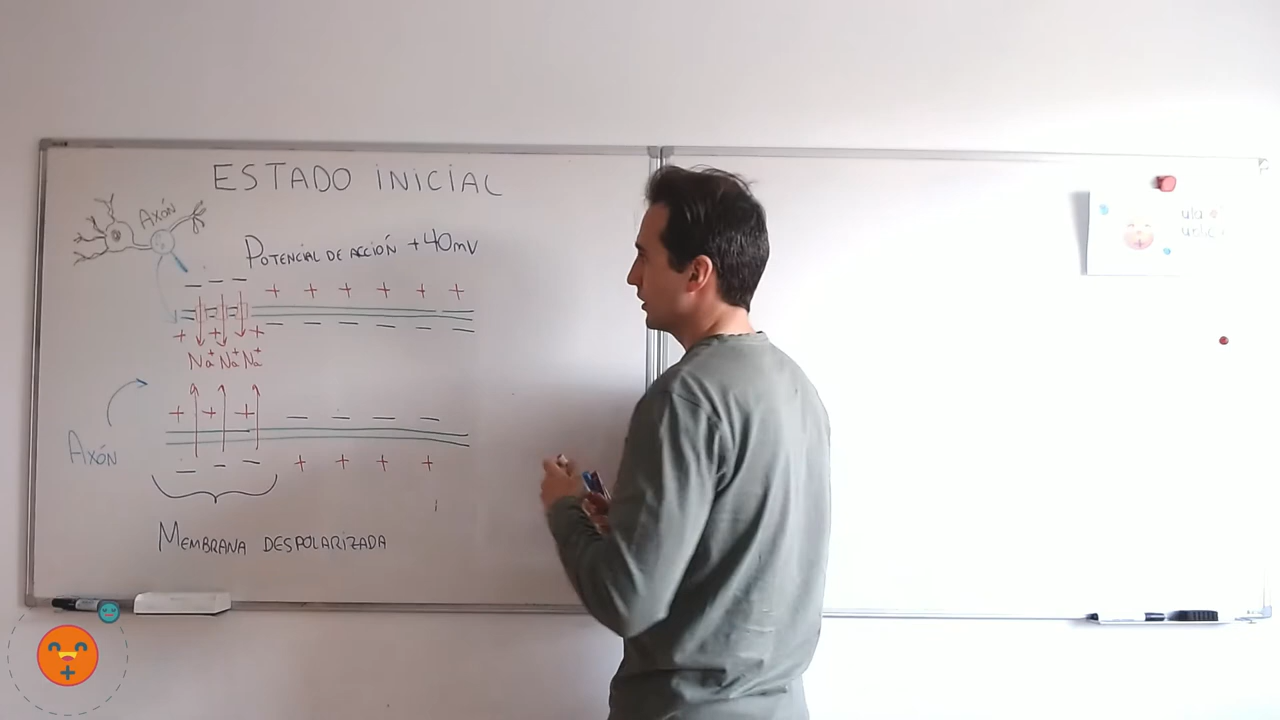 ESTADO INICIAL
AXÓN
POTENCIAL DE ACCIÓN +40mV
− − −
+ + + + + +
− − − − − −
+ + +
Na+ Na+ Na+
+ + +
− − − −
AXÓN
− − −
+ + + +
MEMBRANA DESPOLARIZADA